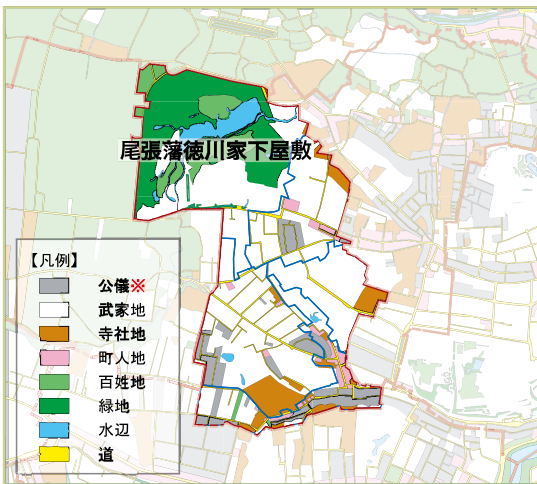 尾張藩徳川家下屋敷
【凡例】
公儀※
武家地
寺社地
町人地
百姓地
緑地
水辺
道